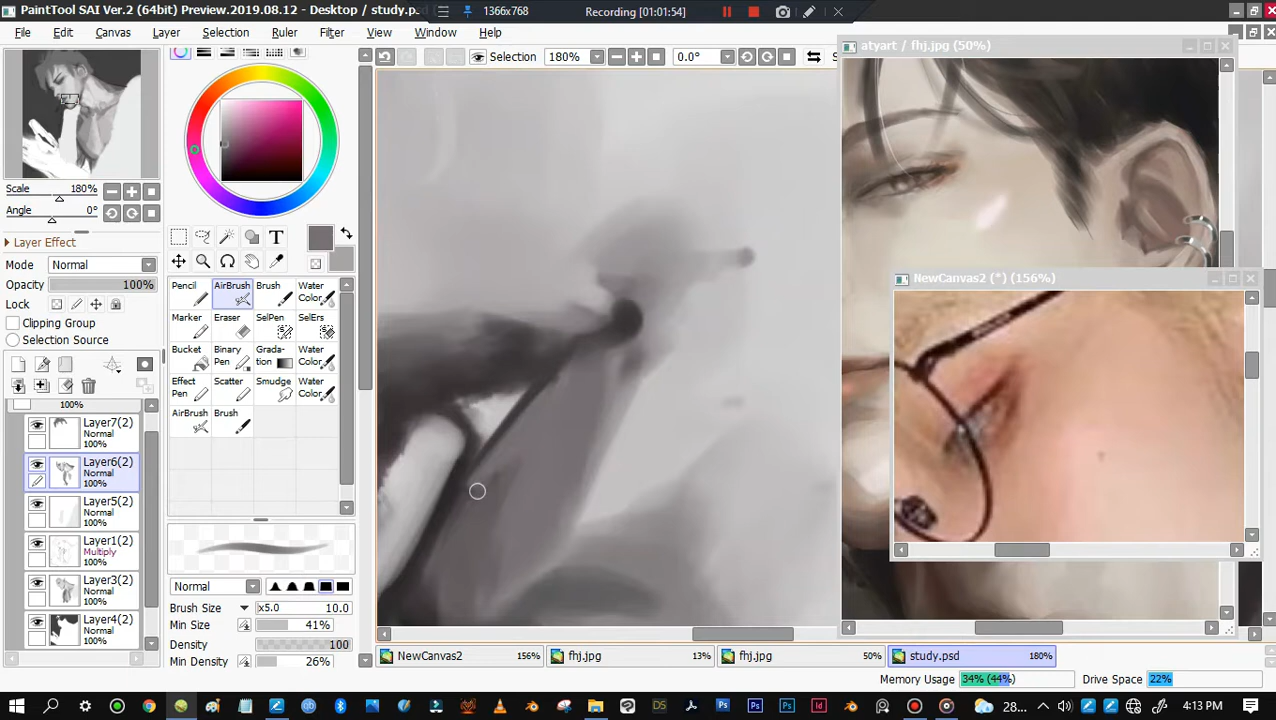 PaintTool SAI Ver.2 (64bit) Preview.2019.08.12 - Desktop / study.ps
1366x768
Recording [01:01:54]
File Edit Canvas Layer Selection Ruler Filter View Window Help
Selection 180% 0.0°
atyart - fhj.jpg (50%)
NewCanvas2 (*) (156%)
Scale 180%
Angle 0°
Layer Effect
Mode Normal
Opacity 100%
Lock
Clipping Group
Selection Source
100%
Layer7(2)
Normal
100%
Layer6(2)
Normal
100%
Layer5(2)
Normal
100%
Layer1(2)
Multiply
100%
Layer3(2)
Normal
100%
Layer4(2)
Normal
100%
T
Pencil AirBrush Brush Water Color
Marker Eraser SelPen SelErs
Bucket Binary Pen Grada-tion Water Color
Effect Pen Scatter Smudge Water Color
AirBrush Brush
Normal
Brush Size x5.0 10.0
Min Size 41%
Density 100
Min Density 26%
NewCanvas2 156% fhj.jpg 13% fhj.jpg 50% study.psd 180%
Memory Usage 34% (44%) Drive Space 22%
28...
4:13 PM